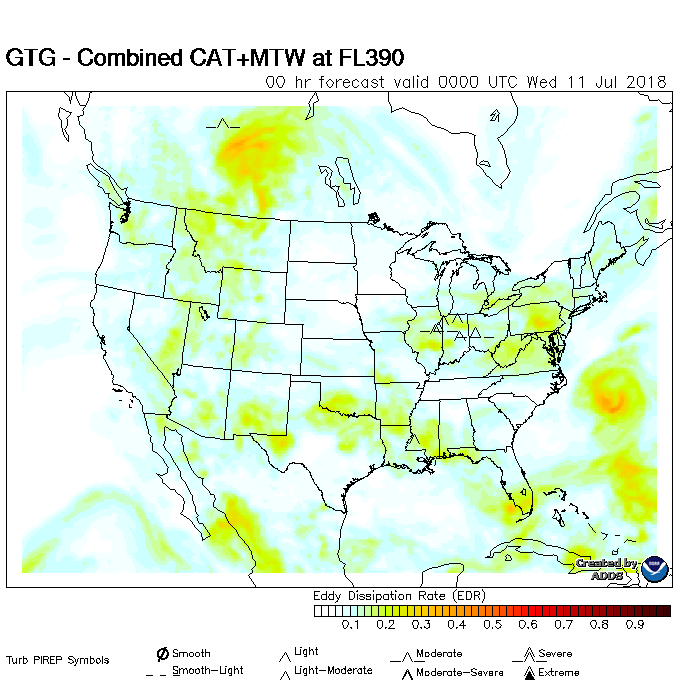 GTG - Combined CAT+MTW at FL390
00 hr forecast valid 0000 UTC Wed 11 Jul 2018
Created by
ADDS
Eddy Dissipation Rate (EDR)
0.1 0.2 0.3 0.4 0.5 0.6 0.7 0.8 0.9
Turb PIREP Symbols
Smooth Light Moderate Severe
Smooth-Light Light-Moderate Moderate-Severe Extreme